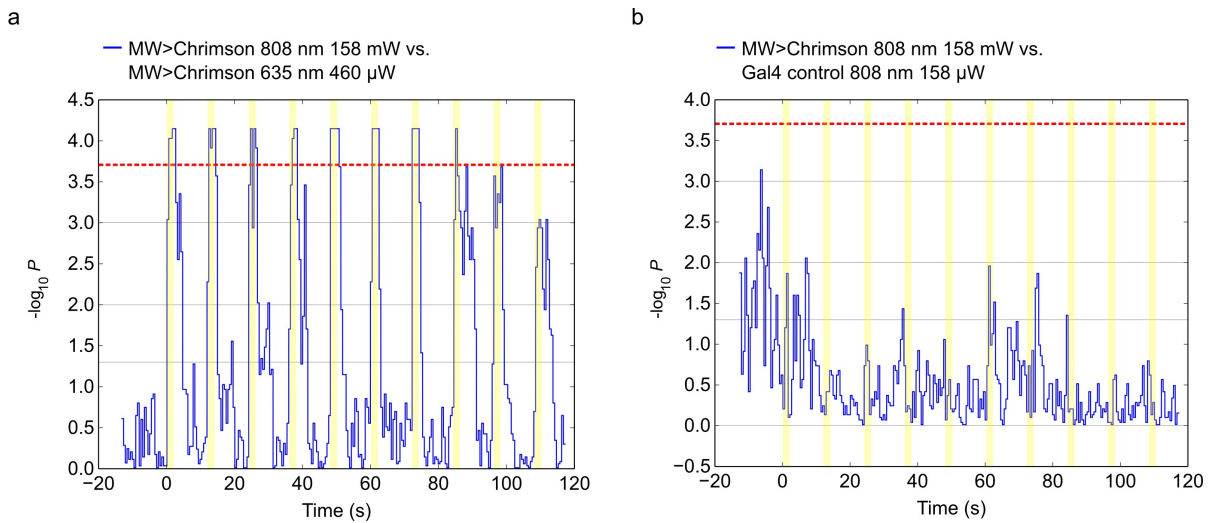 a
MW>Chrimson 808 nm 158 mW vs.
MW>Chrimson 635 nm 460 µW
4.5
4.0
3.5
3.0
2.5
2.0
1.5
1.0
0.5
0.0
-log10 P
−20 0 20 40 60 80 100 120
Time (s)
b
MW>Chrimson 808 nm 158 mW vs.
Gal4 control 808 nm 158 µW
4.0
3.5
3.0
2.5
2.0
1.5
1.0
0.5
0.0
−0.5
-log10 P
−20 0 20 40 60 80 100 120
Time (s)